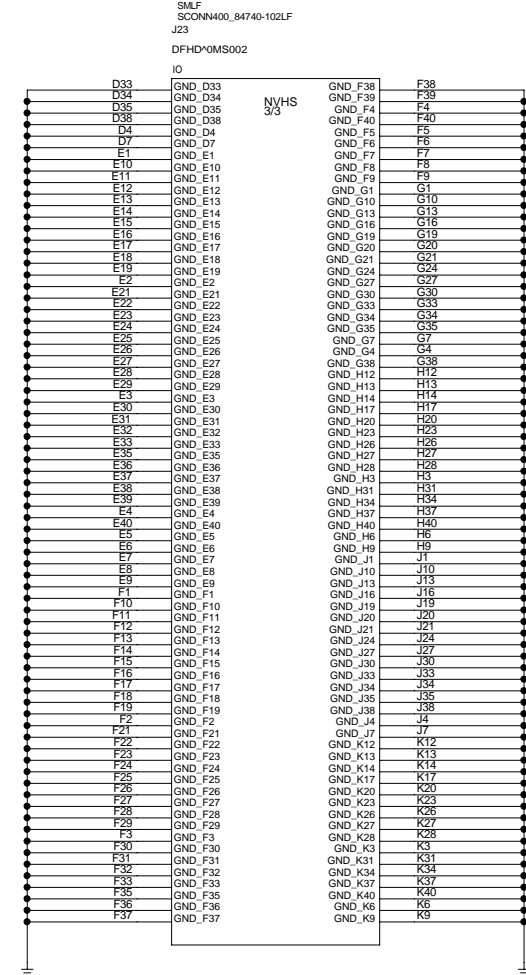 SMLF
SCONN400_84740-102LF
J23
DFHD^0MS002
IO
NVHS
3/3
D33 GND_D33 GND_F38 F38
D34 GND_D34 GND_F39 F39
D35 GND_D35 GND_F4 F4
D38 GND_D38 GND_F40 F40
D4 GND_D4 GND_F5 F5
D7 GND_D7 GND_F6 F6
E1 GND_E1 GND_F7 F7
E10 GND_E10 GND_F8 F8
E11 GND_E11 GND_F9 F9
E12 GND_E12 GND_G1 G1
E13 GND_E13 GND_G10 G10
E14 GND_E14 GND_G13 G13
E15 GND_E15 GND_G16 G16
E16 GND_E16 GND_G19 G19
E17 GND_E17 GND_G20 G20
E18 GND_E18 GND_G21 G21
E19 GND_E19 GND_G24 G24
E2 GND_E2 GND_G27 G27
E21 GND_E21 GND_G30 G30
E22 GND_E22 GND_G33 G33
E23 GND_E23 GND_G34 G34
E24 GND_E24 GND_G35 G35
E25 GND_E25 GND_G7 G7
E26 GND_E26 GND_G4 G4
E27 GND_E27 GND_G38 G38
E28 GND_E28 GND_H12 H12
E29 GND_E29 GND_H13 H13
E3 GND_E3 GND_H14 H14
E30 GND_E30 GND_H17 H17
E31 GND_E31 GND_H20 H20
E32 GND_E32 GND_H23 H23
E33 GND_E33 GND_H26 H26
E35 GND_E35 GND_H27 H27
E36 GND_E36 GND_H28 H28
E37 GND_E37 GND_H3 H3
E38 GND_E38 GND_H31 H31
E39 GND_E39 GND_H34 H34
E4 GND_E4 GND_H37 H37
E40 GND_E40 GND_H40 H40
E5 GND_E5 GND_H6 H6
E6 GND_E6 GND_H9 H9
E7 GND_E7 GND_J1 J1
E8 GND_E8 GND_J10 J10
E9 GND_E9 GND_J13 J13
F1 GND_F1 GND_J16 J16
F10 GND_F10 GND_J19 J19
F11 GND_F11 GND_J20 J20
F12 GND_F12 GND_J21 J21
F13 GND_F13 GND_J24 J24
F14 GND_F14 GND_J27 J27
F15 GND_F15 GND_J30 J30
F16 GND_F16 GND_J33 J33
F17 GND_F17 GND_J34 J34
F18 GND_F18 GND_J35 J35
F19 GND_F19 GND_J38 J38
F2 GND_F2 GND_J4 J4
F21 GND_F21 GND_J7 J7
F22 GND_F22 GND_K12 K12
F23 GND_F23 GND_K13 K13
F24 GND_F24 GND_K14 K14
F25 GND_F25 GND_K17 K17
F26 GND_F26 GND_K20 K20
F27 GND_F27 GND_K23 K23
F28 GND_F28 GND_K26 K26
F29 GND_F29 GND_K27 K27
F3 GND_F3 GND_K28 K28
F30 GND_F30 GND_K3 K3
F31 GND_F31 GND_K31 K31
F32 GND_F32 GND_K34 K34
F33 GND_F33 GND_K37 K37
F35 GND_F35 GND_K40 K40
F36 GND_F36 GND_K6 K6
F37 GND_F37 GND_K9 K9